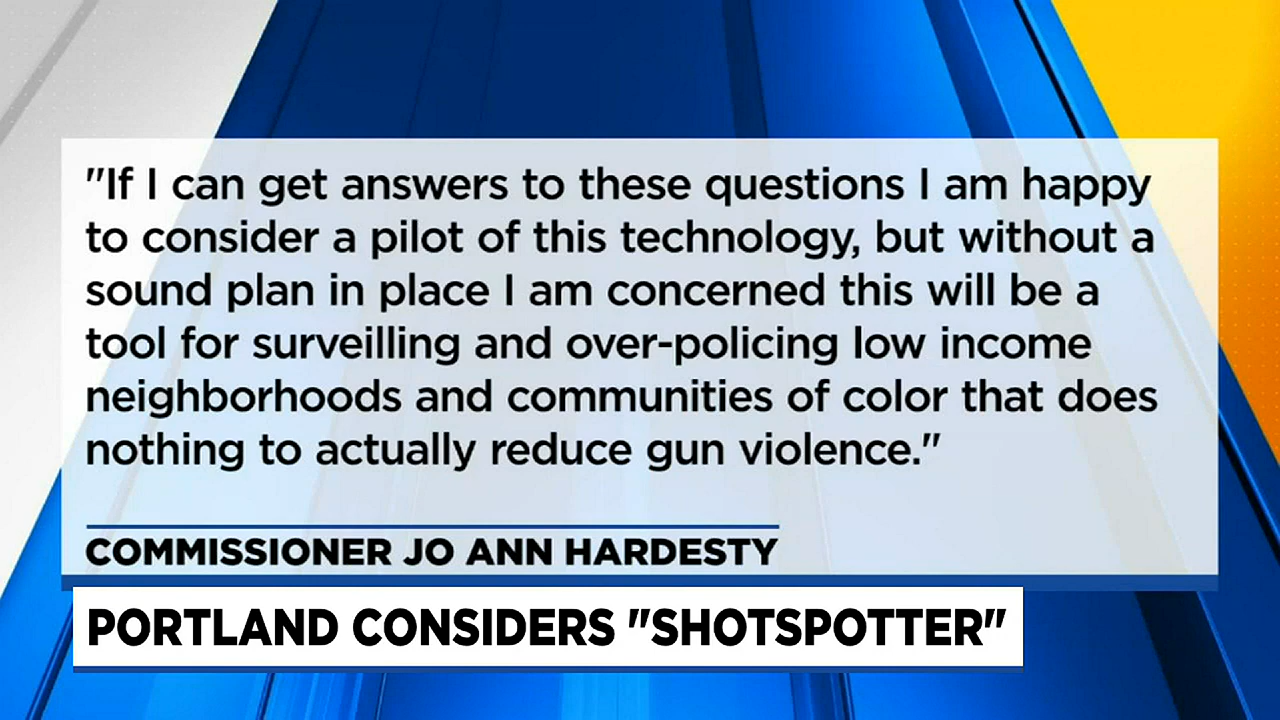 "If I can get answers to these questions I am happy
to consider a pilot of this technology, but without a
sound plan in place I am concerned this will be a
tool for surveilling and over-policing low income
neighborhoods and communities of color that does
nothing to actually reduce gun violence."
COMMISSIONER JO ANN HARDESTY
PORTLAND CONSIDERS "SHOTSPOTTER"